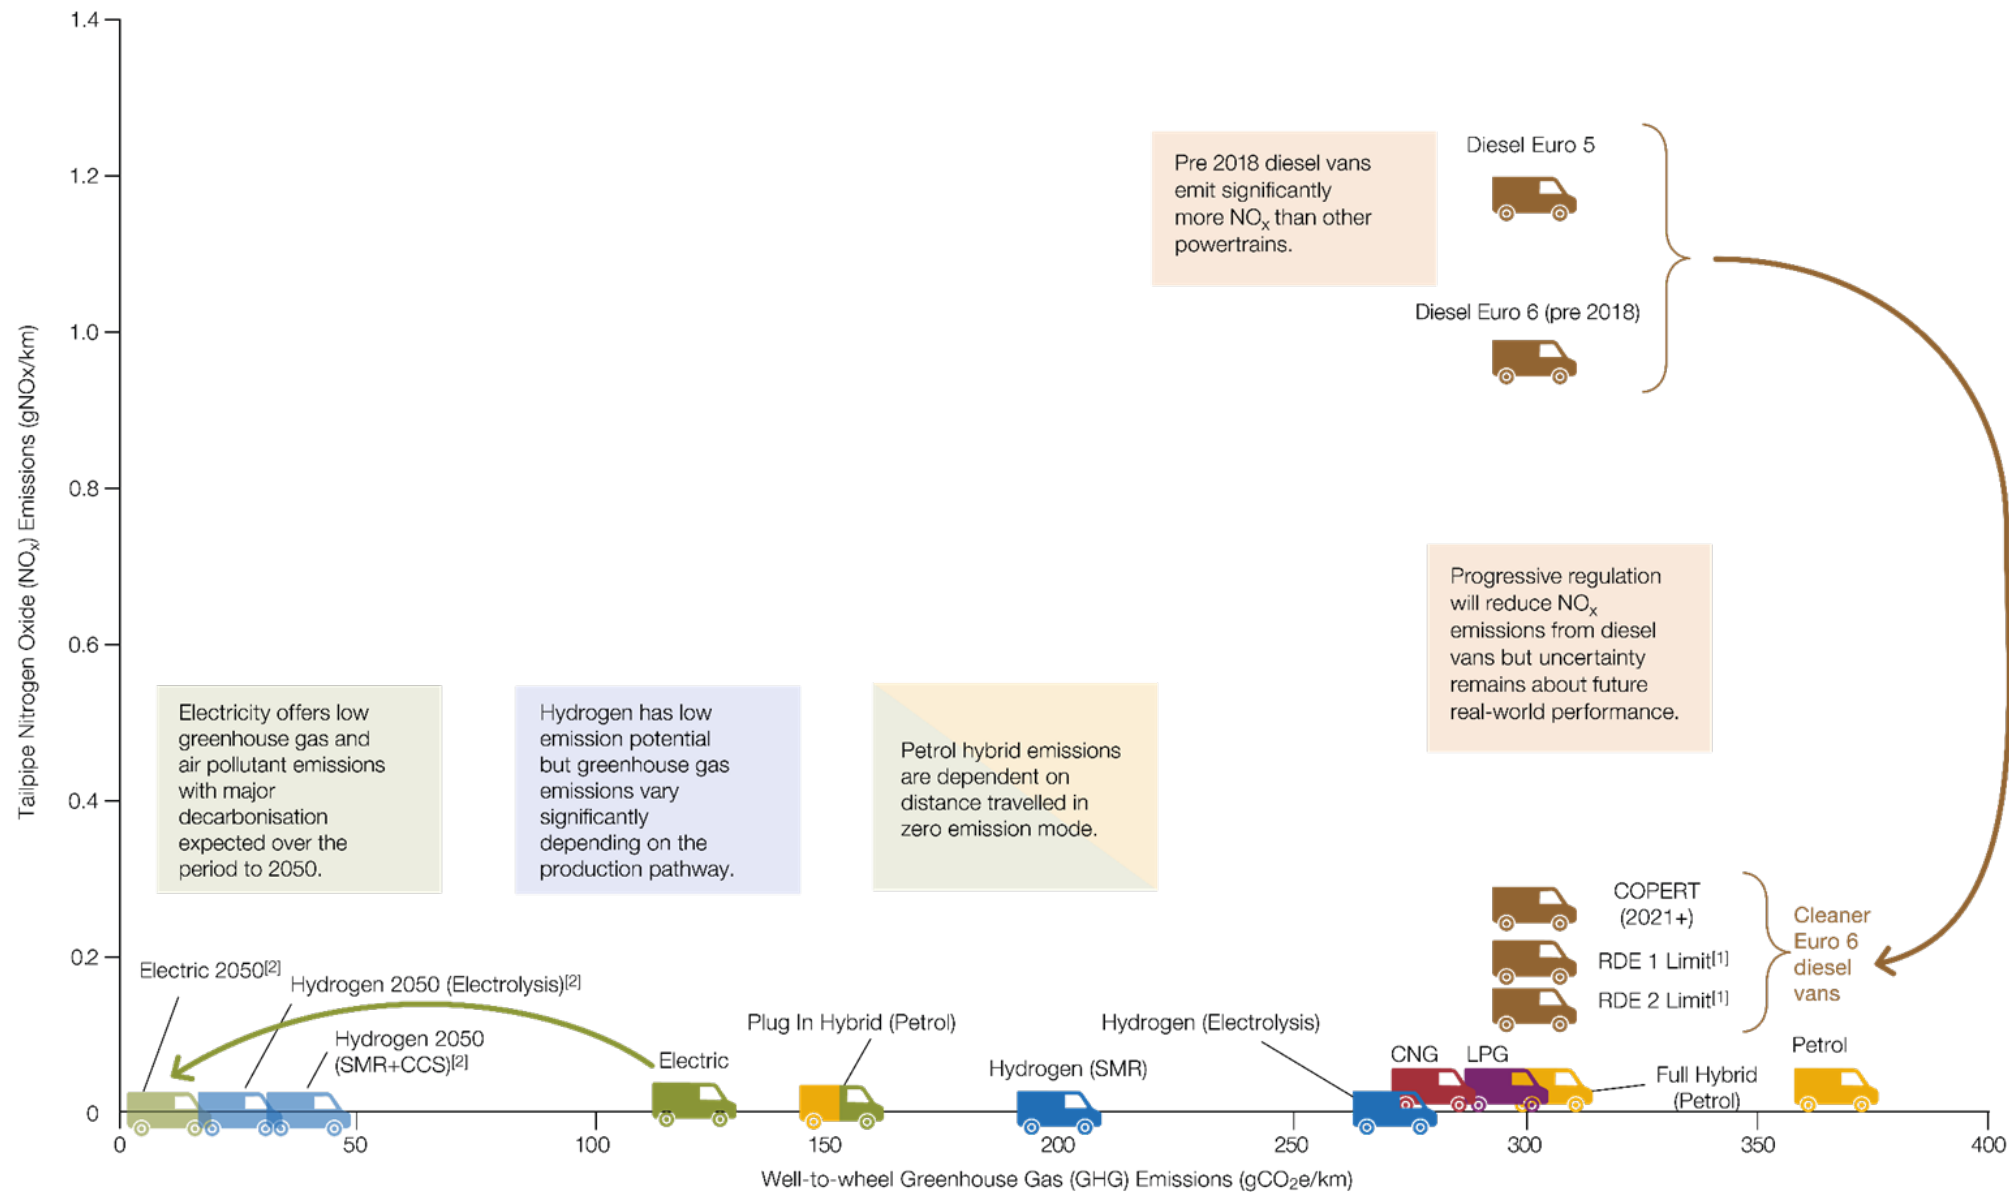 1.4
1.2
1.0
0.8
0.6
0.4
0.2
0
Tailpipe Nitrogen Oxide (NOx) Emissions (gNOx/km)
Diesel Euro 5
Pre 2018 diesel vans
emit significantly
more NOx than other
powertrains.
Diesel Euro 6 (pre 2018)
Progressive regulation
will reduce NOx
emissions from diesel
vans but uncertainty
remains about future
real-world performance.
Electricity offers low
greenhouse gas and
air pollutant emissions
with major
decarbonisation
expected over the
period to 2050.
Hydrogen has low
emission potential
but greenhouse gas
emissions vary
significantly
depending on the
production pathway.
Petrol hybrid emissions
are dependent on
distance travelled in
zero emission mode.
COPERT
(2021+)
RDE 1 Limit[1]
RDE 2 Limit[1]
Cleaner
Euro 6
diesel
vans
Electric 2050[2]
Hydrogen 2050 (Electrolysis)[2]
Hydrogen 2050
(SMR+CCS)[2]
Electric
Plug In Hybrid (Petrol)
Hydrogen (SMR)
Hydrogen (Electrolysis)
CNG
LPG
Full Hybrid
(Petrol)
Petrol
0
50
100
150
200
250
300
350
400
Well-to-wheel Greenhouse Gas (GHG) Emissions (gCO2e/km)